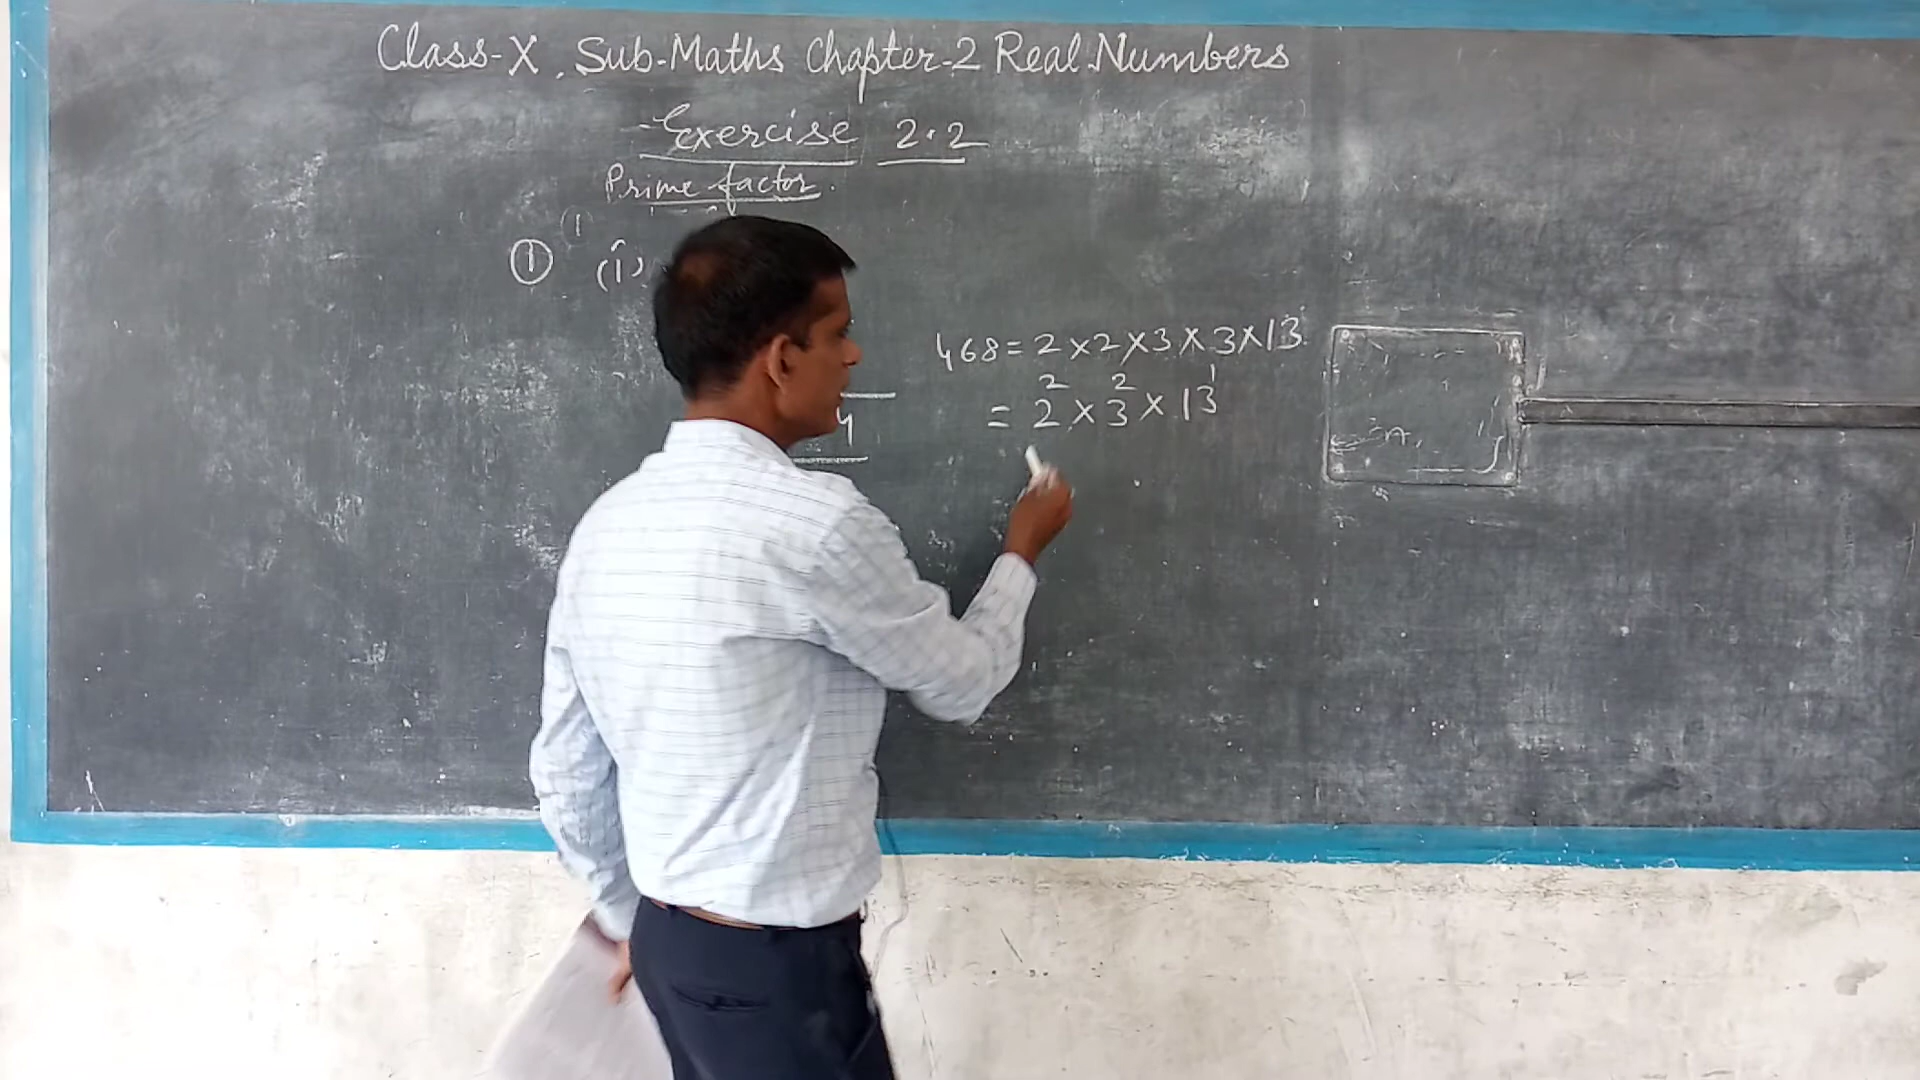 Class-X, Sub-Maths Chapter-2 Real Numbers
Exercise 2.2
Prime factor.
① (i)
468 = 2 × 2 × 3 × 3 × 13
= 2² × 3² × 13¹
4